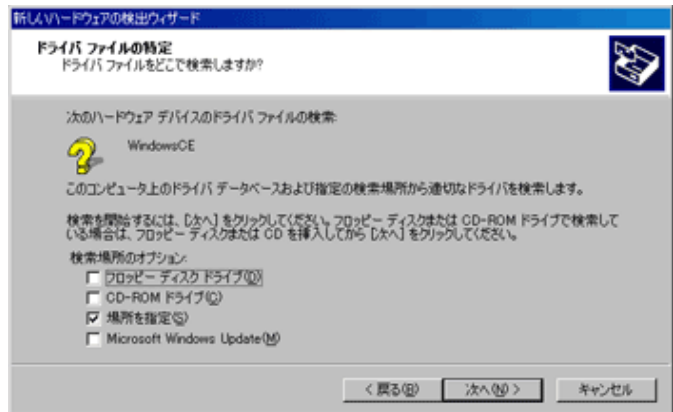 新しいハードウェアの検出ウィザード
ドライバ ファイルの特定
ドライバ ファイルをどこで検索しますか?
次のハードウェア デバイスのドライバ ファイルの検索:
WindowsCE
このコンピュータ上のドライバ データベースおよび指定の検索場所から適切なドライバを検索します。
検索を開始するには、[次へ] をクリックしてください。フロッピー ディスクまたは CD-ROM ドライブで検索して
いる場合は、フロッピー ディスクまたは CD を挿入してから [次へ] をクリックしてください。
検索場所のオプション:
フロッピー ディスク ドライブ(D)
CD-ROM ドライブ(C)
場所を指定(S)
Microsoft Windows Update(M)
< 戻る(B) 次へ(N) > キャンセル